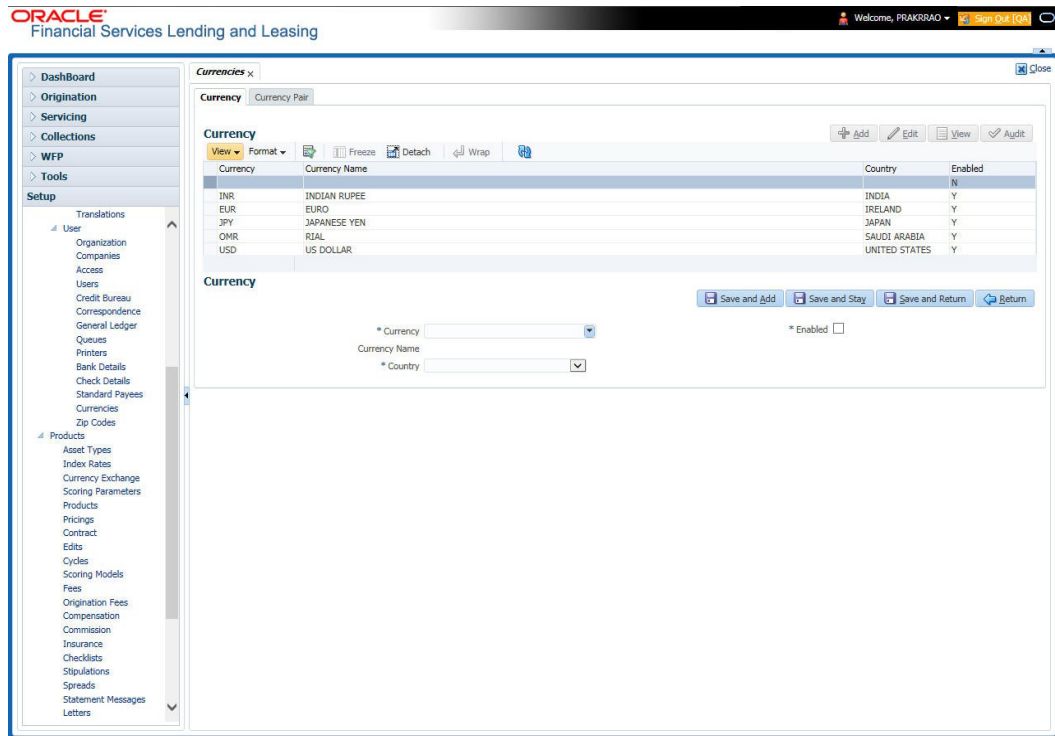 ORACLE
Financial Services Lending and Leasing
Welcome, PRAKRRAO
Sign Out [QA]
DashBoard
Origination
Servicing
Collections
WFP
Tools
Setup
Translations
User
Organization
Companies
Access
Users
Credit Bureau
Correspondence
General Ledger
Queues
Printers
Bank Details
Check Details
Standard Payees
Currencies
Zip Codes
Products
Asset Types
Index Rates
Currency Exchange
Scoring Parameters
Products
Pricings
Contract
Edits
Cycles
Scoring Models
Fees
Origination Fees
Compensation
Commission
Insurance
Checklists
Stipulations
Spreads
Statement Messages
Letters
Currencies
Close
Currency Currency Pair
Currency
Add Edit View Audit
View Format Freeze Detach Wrap
Currency Currency Name Country Enabled
N
INR INDIAN RUPEE INDIA Y
EUR EURO IRELAND Y
JPY JAPANESE YEN JAPAN Y
OMR RIAL SAUDI ARABIA Y
USD US DOLLAR UNITED STATES Y
Currency
Save and Add Save and Stay Save and Return Return
* Currency * Enabled
Currency Name
* Country